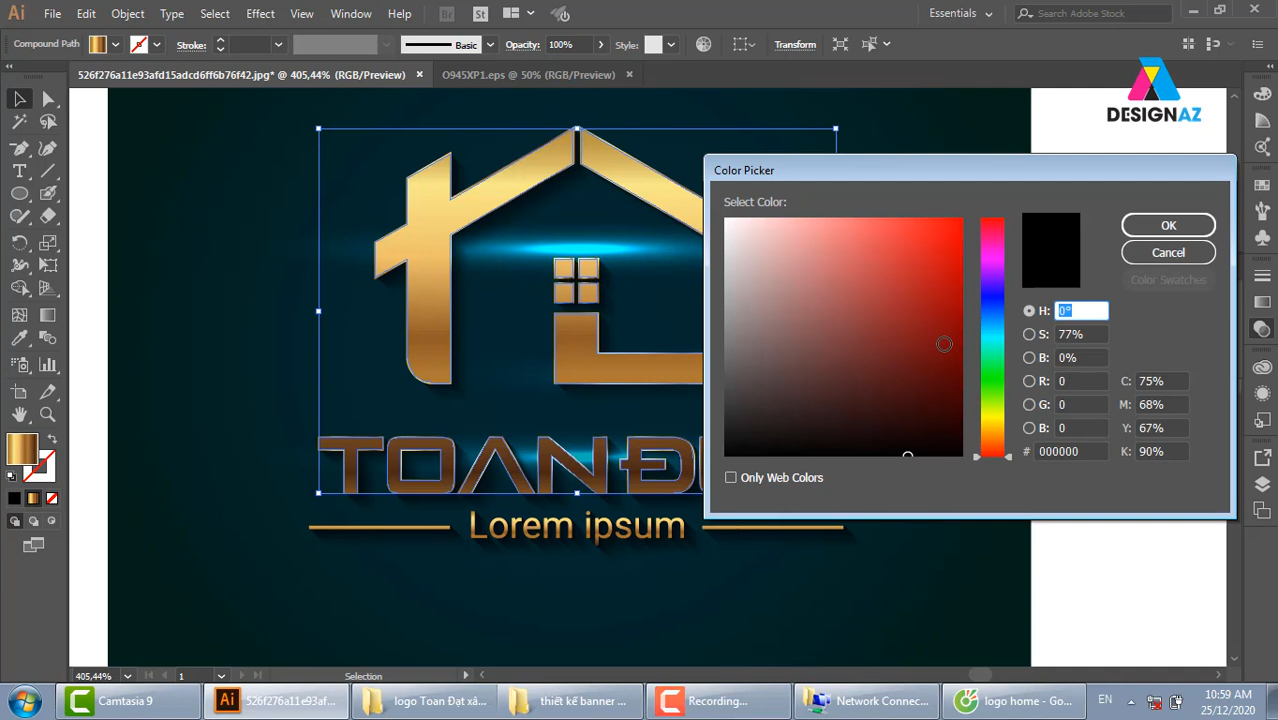 Ai File Edit Object Type Select Effect View Window Help Br St Essentials Search Adobe Stock
Compound Path Stroke: Basic Opacity: 100% Style: Transform
526f276a11e93afd15adcd6ff6b76f42.jpg* @ 405,44% (RGB/Preview) × O945XP1.eps @ 50% (RGB/Preview) ×
DESIGNAZ
Color Picker
Select Color:
OK
Cancel
Color Swatches
H: 0°
S: 77%
B: 0%
R: 0 C: 75%
G: 0 M: 68%
B: 0 Y: 67%
# 000000 K: 90%
Only Web Colors
TOANĐ
Lorem ipsum
405,44% 1 Selection
Camtasia 9 Ai 526f276a11e93af... logo Toan Đạt xâ... thiết kế banner ... Recording... Network Connec... logo home - Go... EN 10:59 AM
25/12/2020